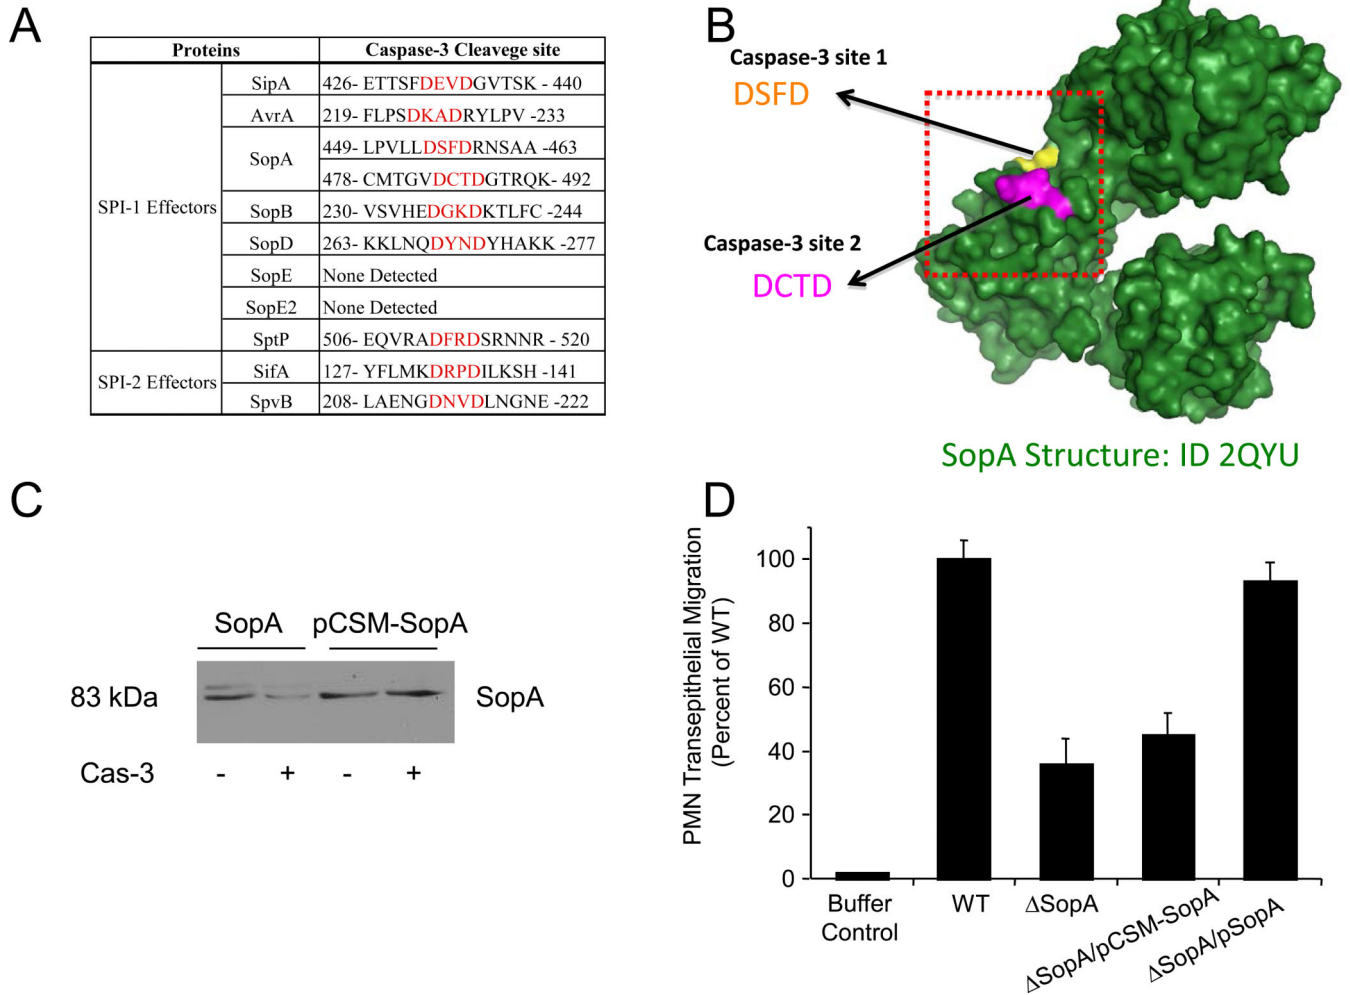 A
Proteins Caspase-3 Cleavege site
SPI-1 Effectors
SipA 426- ETTSFDEVDGVTSK - 440
AvrA 219- FLPSDKADRYLPV -233
SopA 449- LPVLLDSFDRNSAA -463
478- CMTGVDCTDGTRQK- 492
SopB 230- VSVHEDGKDKTLFC -244
SopD 263- KKLNQDYNDYHAKK -277
SopE None Detected
SopE2 None Detected
SptP 506- EQVRADFRDSRNNR - 520
SPI-2 Effectors
SifA 127- YFLMKDRPDILKSH -141
SpvB 208- LAENGDNVDLNGNE -222
B
Caspase-3 site 1
DSFD
Caspase-3 site 2
DCTD
SopA Structure: ID 2QYU
C
SopA pCSM-SopA
83 kDa SopA
Cas-3 - + - +
D
PMN Transepithelial Migration
(Percent of WT)
100
80
60
40
20
0
Buffer
Control
WT
ΔSopA
ΔSopA/pCSM-SopA
ΔSopA/pSopA